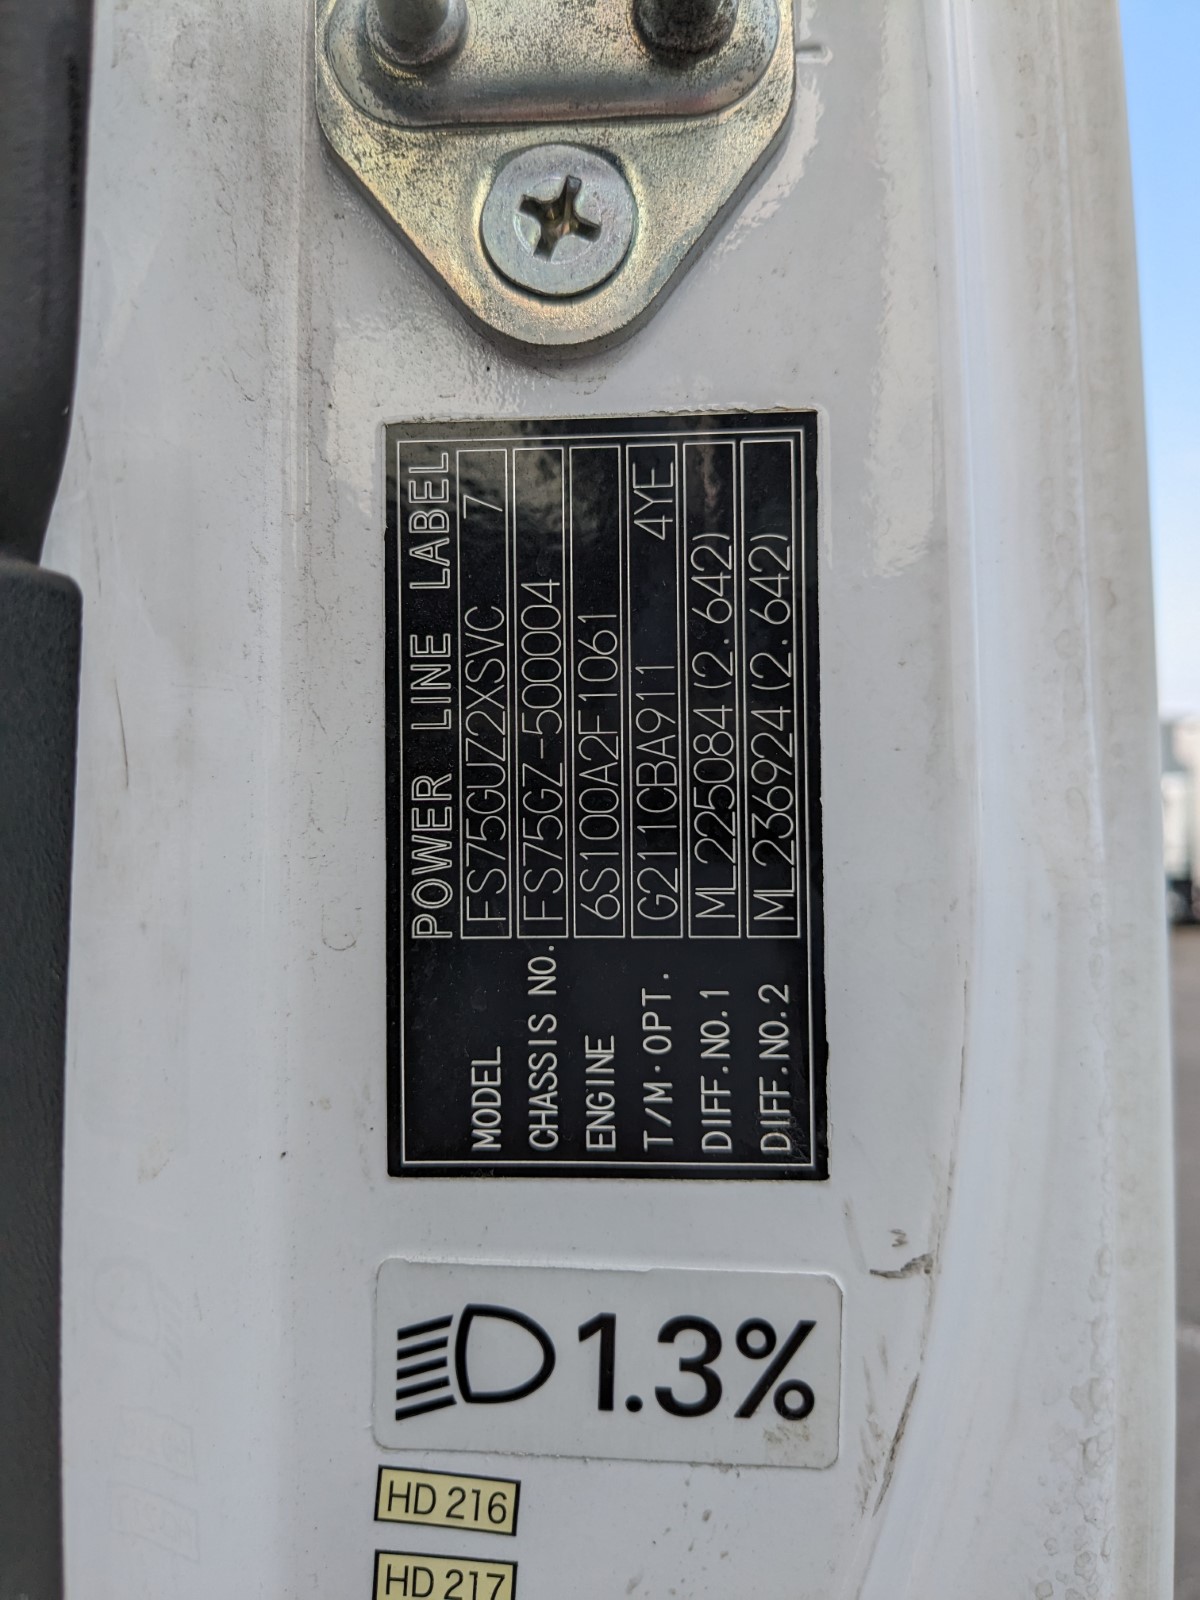 POWER LINE LABEL
MODEL FS75GUZ2XSVC 7
CHASSIS NO. FS75GZ-500004
ENGINE 6S100A2F1061
T/M·OPT. G211CBA911 4YE
DIFF.NO.1 ML225084(2.642)
DIFF.NO.2 ML236924(2.642)
1.3%
HD 216
HD 217